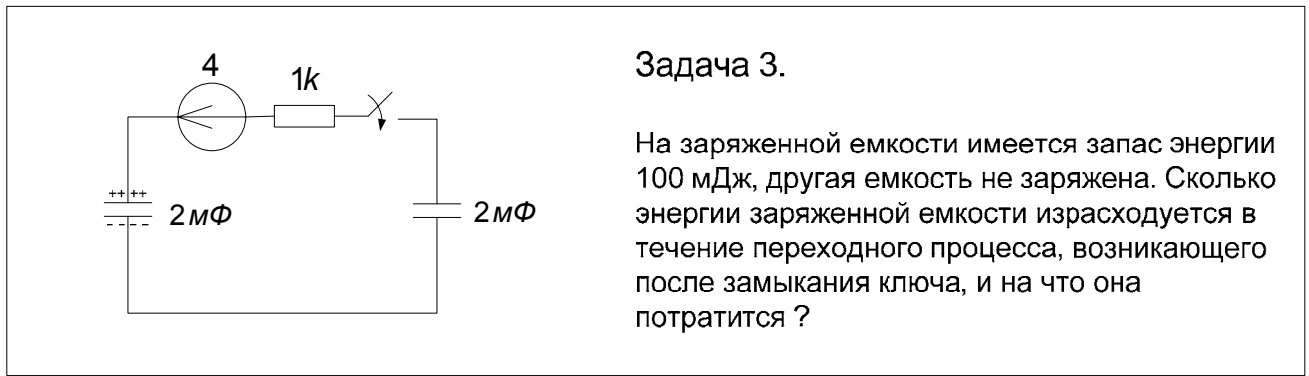 4
1k
Задача 3.
На заряженной емкости имеется запас энергии
100 мДж, другая емкость не заряжена. Сколько
энергии заряженной емкости израсходуется в
течение переходного процесса, возникающего
после замыкания ключа, и на что она
потратится ?
++ ++
- - - -
2мФ
2мФ